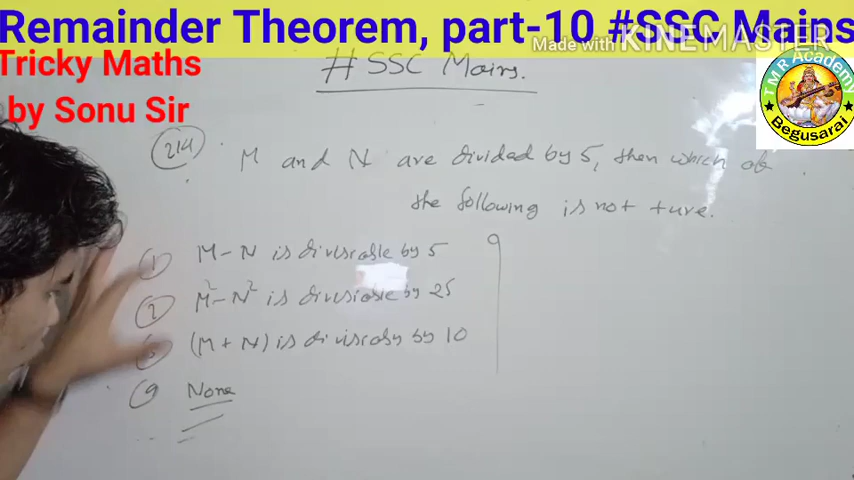 Remainder Theorem, part-10 #SSC Mains
Made with KINEMASTER
Tricky Maths
by Sonu Sir
TMR Academy
Begusarai
#SSC Mains.
214
M and N are divided by 5, then which of
the following is not ture.
① M-N is divisable by 5
② M²-N² is divisiable by 25
(M+N) is by 10
④ None